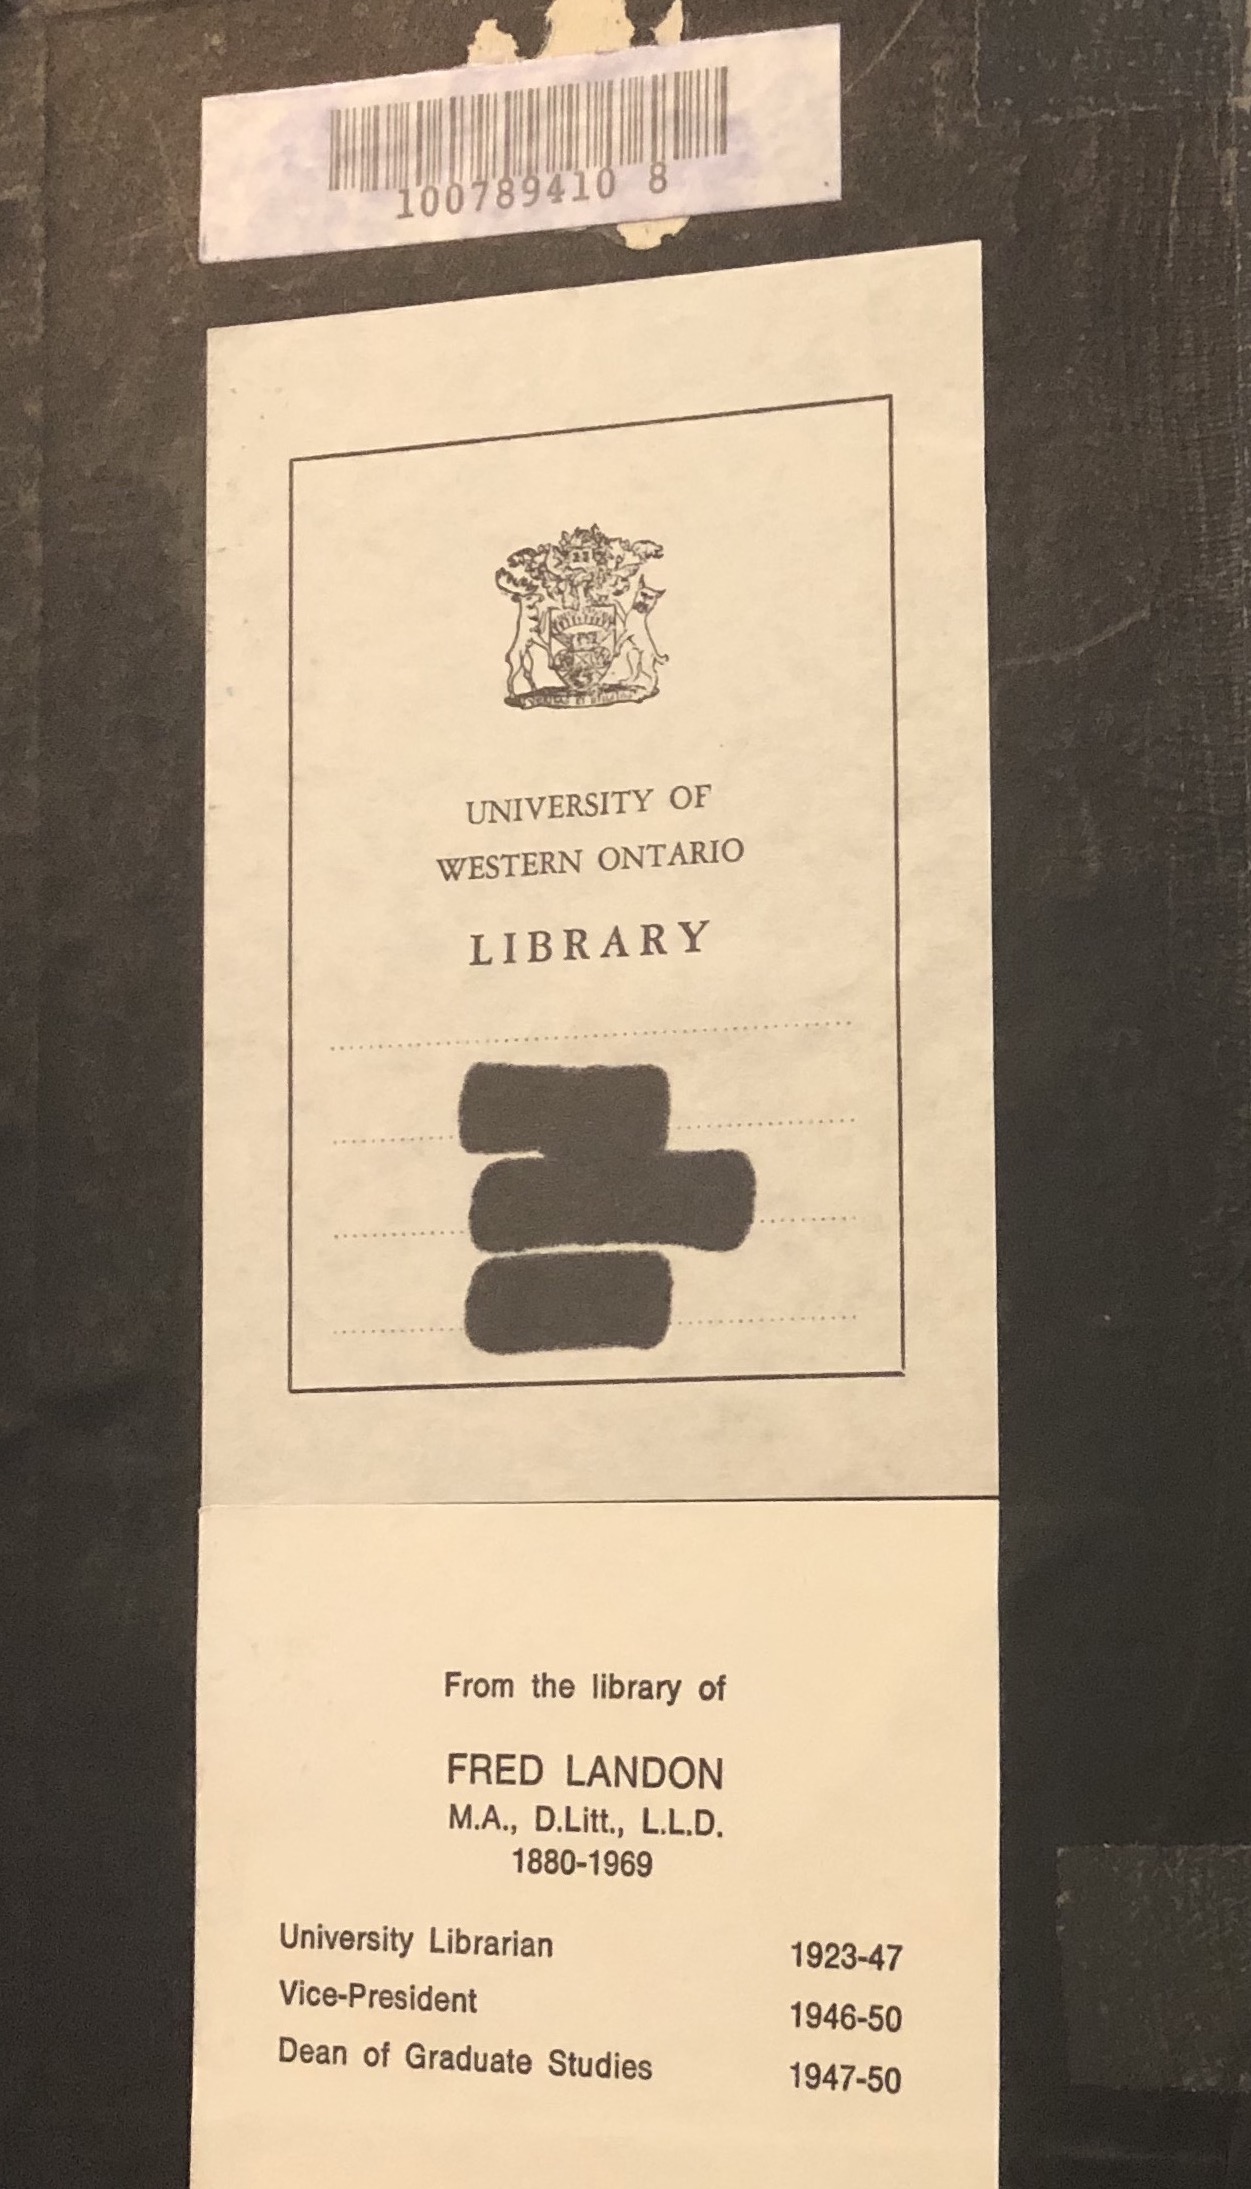 100789410 8
UNIVERSITY OF
WESTERN ONTARIO
LIBRARY
From the library of
FRED LANDON
M.A., D.Litt., L.L.D.
1880-1969
University Librarian 1923-47
Vice-President 1946-50
Dean of Graduate Studies 1947-50